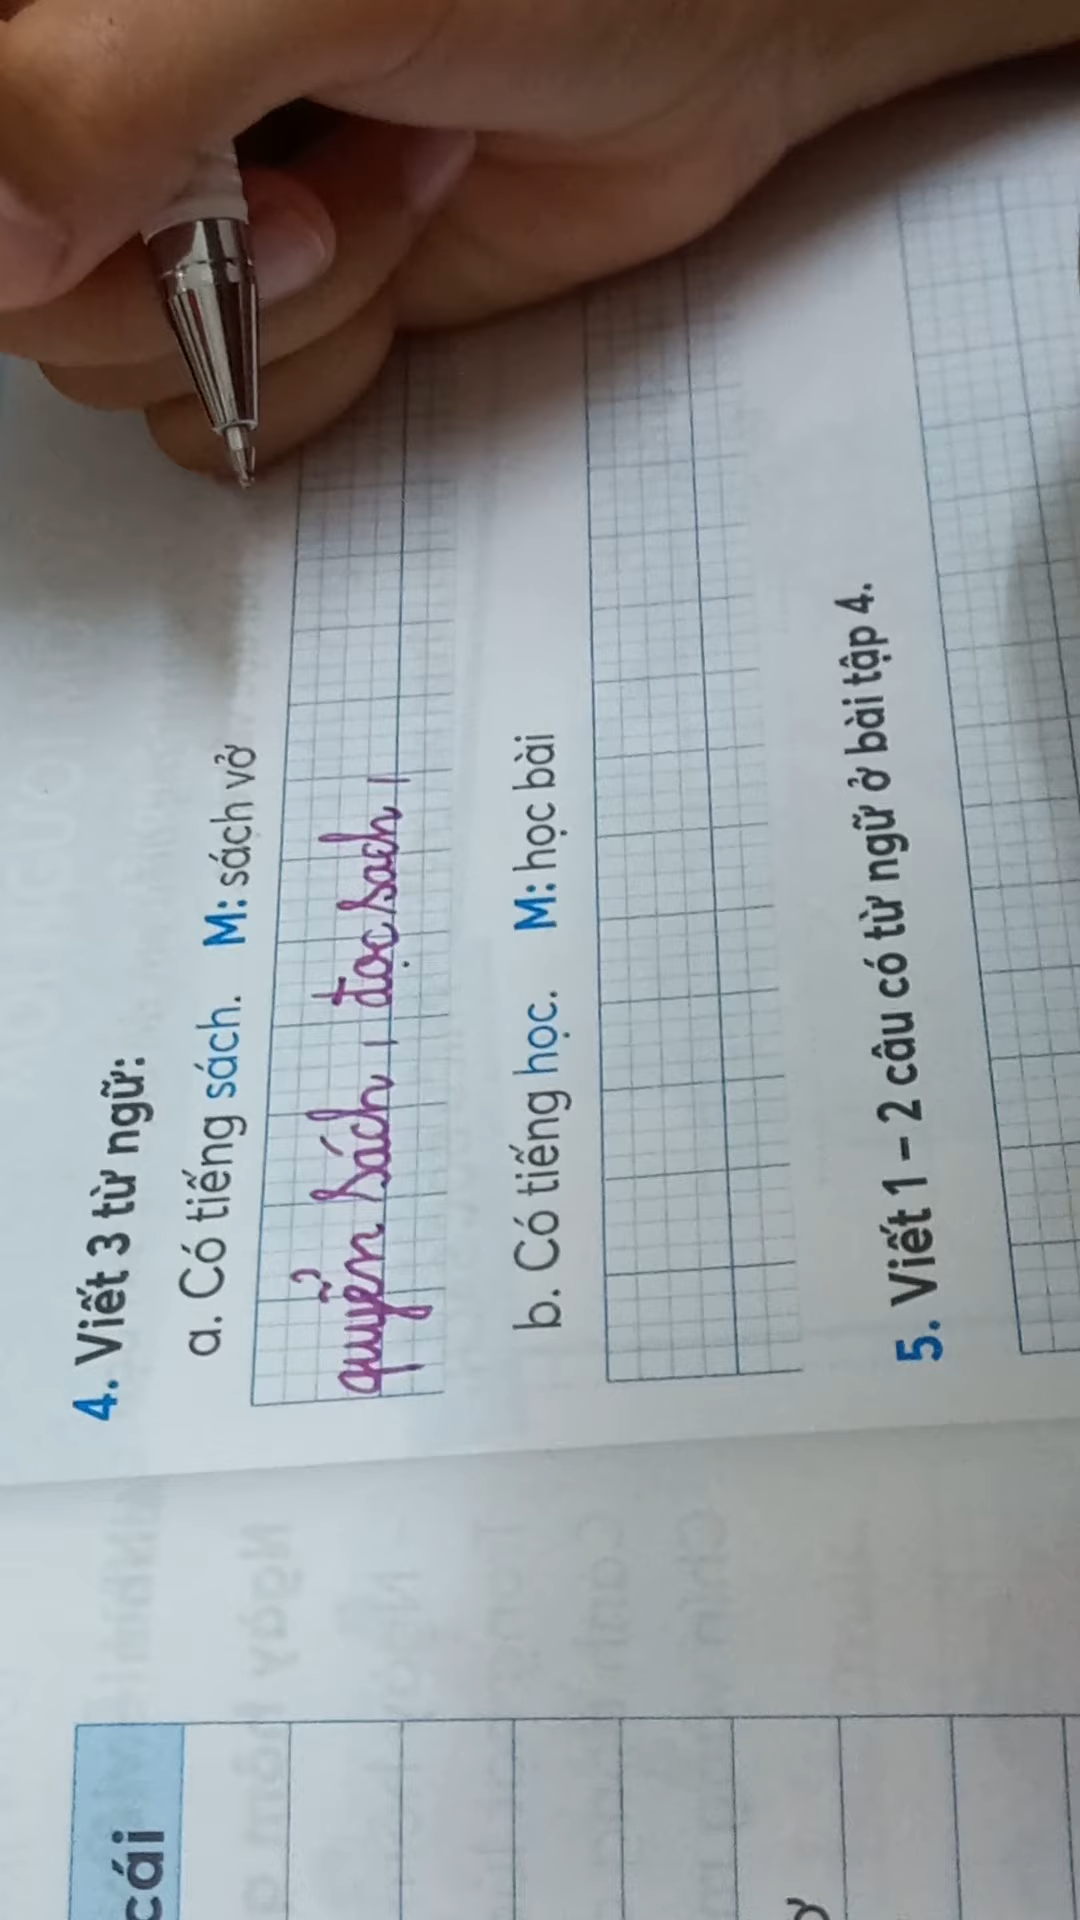 4. Viết 3 từ ngữ:
a. Có tiếng sách. M: sách vở
quyển sách, đọc sach,
b. Có tiếng học. M: học bài
5. Viết 1 - 2 câu có từ ngữ ở bài tập 4.
cái
ơ